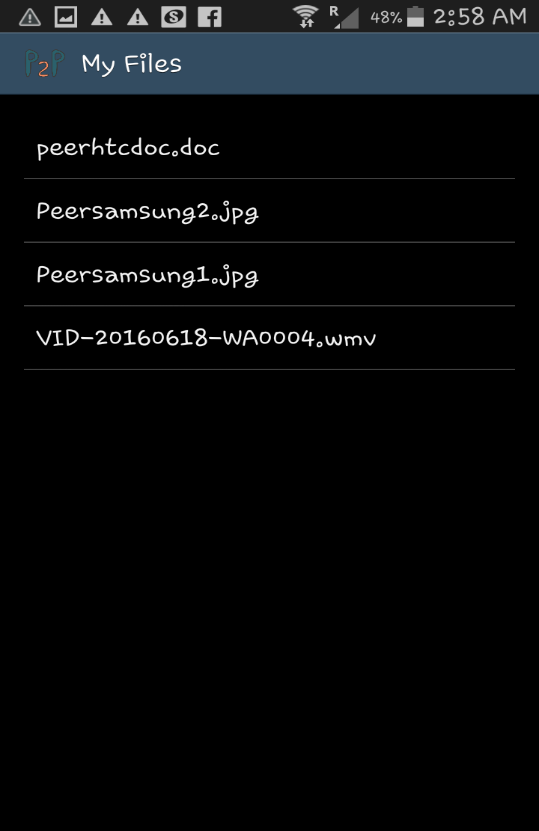 R 48% 2:58 AM
P2P My Files
peerhtcdoc.doc
Peersamsung2.jpg
Peersamsung1.jpg
VID-20160618-WA0004.wmv